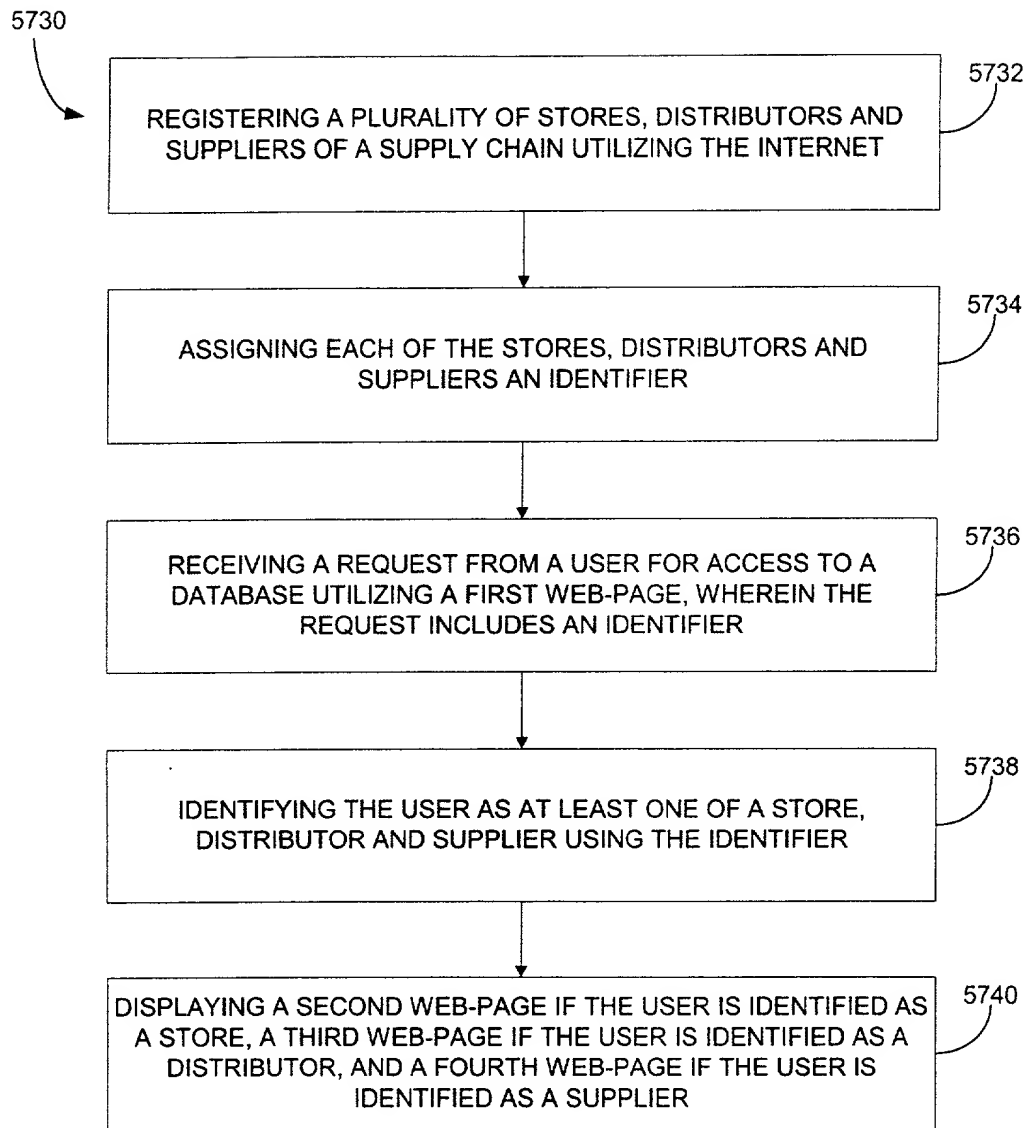 5730
5732
REGISTERING A PLURALITY OF STORES, DISTRIBUTORS AND
SUPPLIERS OF A SUPPLY CHAIN UTILIZING THE INTERNET
5734
ASSIGNING EACH OF THE STORES, DISTRIBUTORS AND
SUPPLIERS AN IDENTIFIER
5736
RECEIVING A REQUEST FROM A USER FOR ACCESS TO A
DATABASE UTILIZING A FIRST WEB-PAGE, WHEREIN THE
REQUEST INCLUDES AN IDENTIFIER
5738
IDENTIFYING THE USER AS AT LEAST ONE OF A STORE,
DISTRIBUTOR AND SUPPLIER USING THE IDENTIFIER
5740
DISPLAYING A SECOND WEB-PAGE IF THE USER IS IDENTIFIED AS
A STORE, A THIRD WEB-PAGE IF THE USER IS IDENTIFIED AS A
DISTRIBUTOR, AND A FOURTH WEB-PAGE IF THE USER IS
IDENTIFIED AS A SUPPLIER